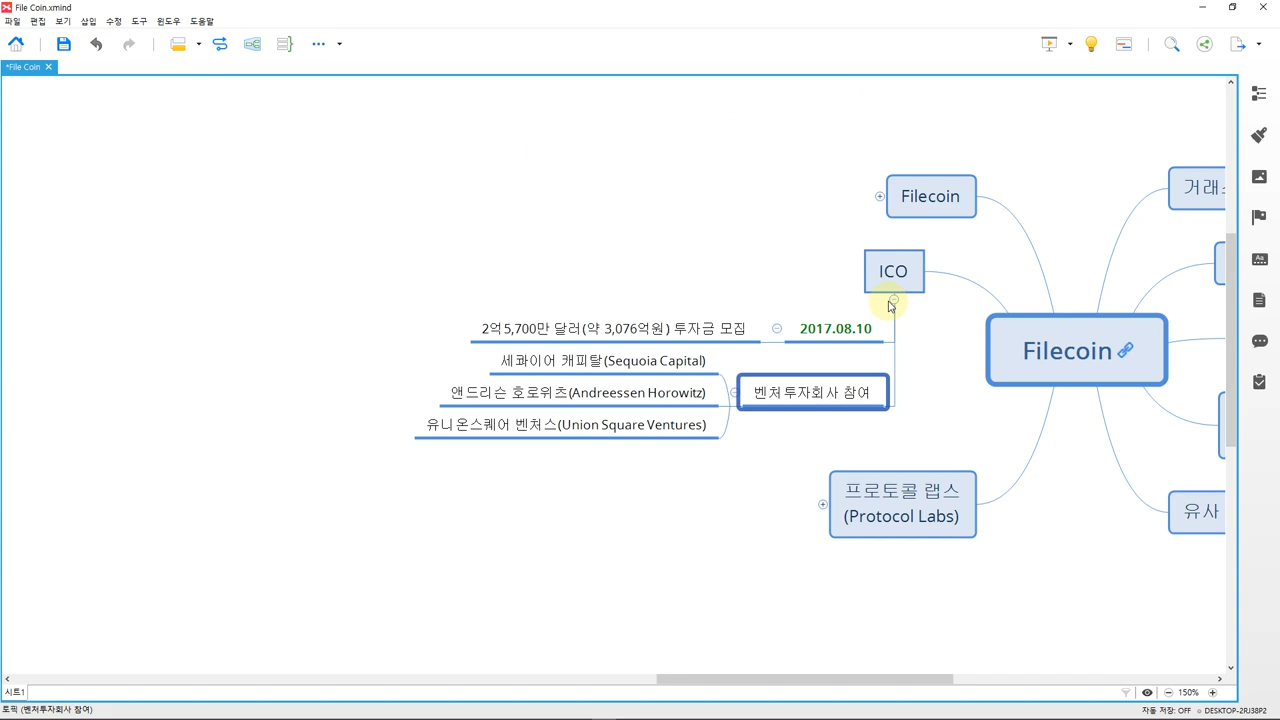 File Coin.xmind
파일 편집 보기 삽입 수정 도구 윈도우 도움말
*File Coin
Filecoin
거래
ICO
2억5,700만 달러(약 3,076억원) 투자금 모집
2017.08.10
세콰이어 캐피탈(Sequoia Capital)
앤드리슨 호로위츠(Andreessen Horowitz)
벤처투자회사 참여
유니온스퀘어 벤처스(Union Square Ventures)
Filecoin
프로토콜 랩스
(Protocol Labs)
유사
시트1
150%
토픽 (벤처투자회사 참여)
자동 저장: OFF
DESKTOP-2RJ38P2